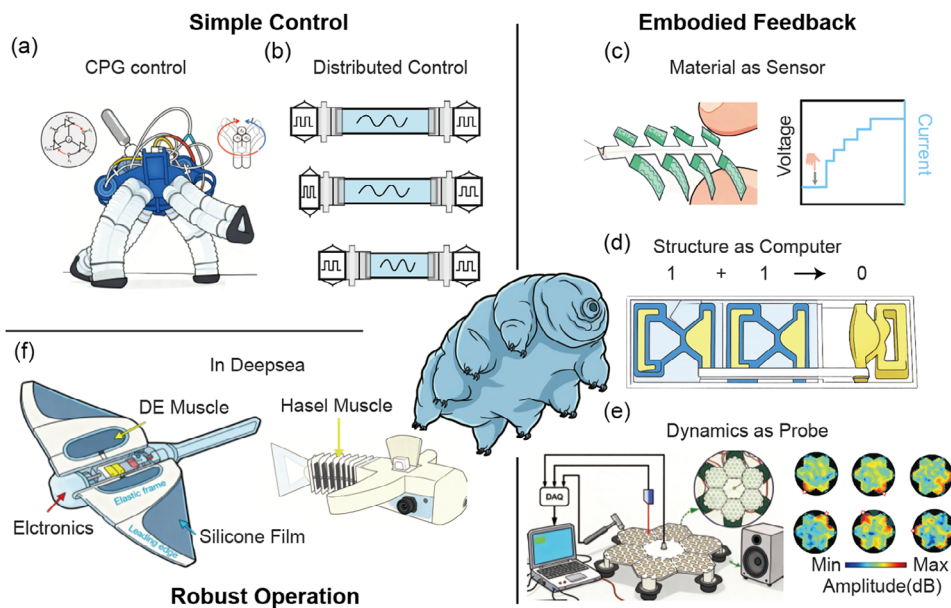 Simple Control
Embodied Feedback
(a)
CPG control
(b)
Distributed Control
(c)
Material as Sensor
Voltage
Current
(d)
Structure as Computer
1 + 1 → 0
(e)
Dynamics as Probe
DAQ
Min
Max
Amplitude(dB)
(f)
In Deepsea
DE Muscle
Hasel Muscle
Elastic frame
Leading edge
Elctronics
Silicone Film
Robust Operation